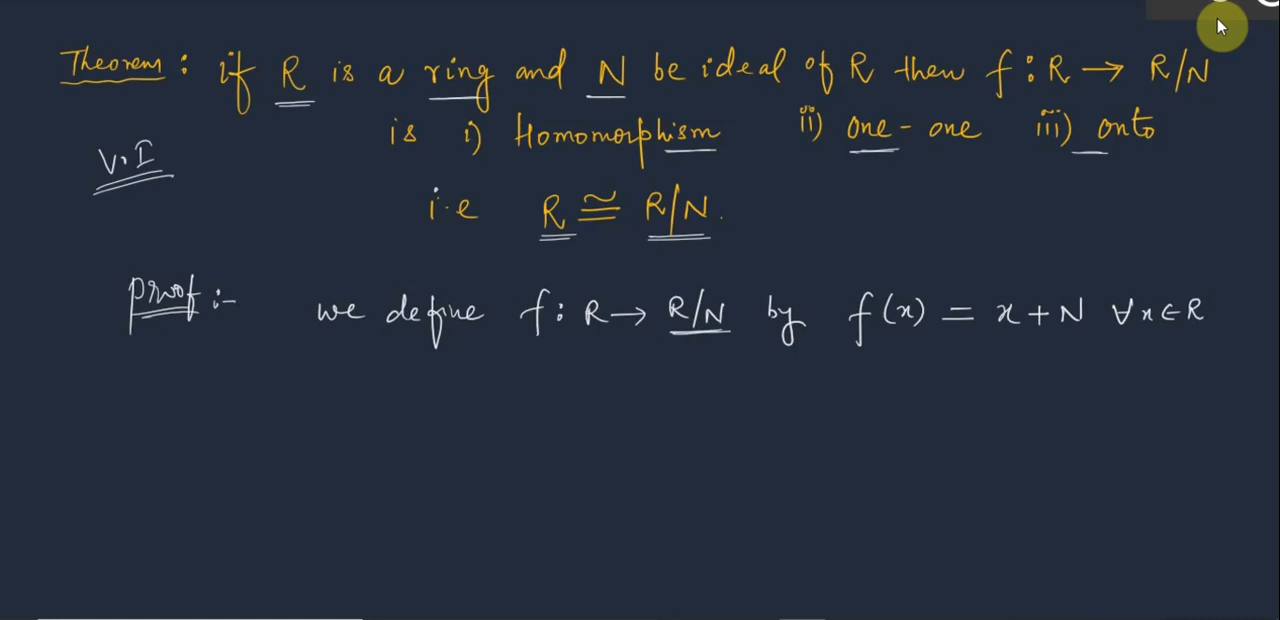 Theorem : if R is a ring and N be ideal of R then f : R → R/N
is i) Homomorphism ii) one-one iii) onto
V.I
i.e R ≅ R/N.
Proof :- we define f : R → R/N by f(x) = x + N ∀ x ∈ R